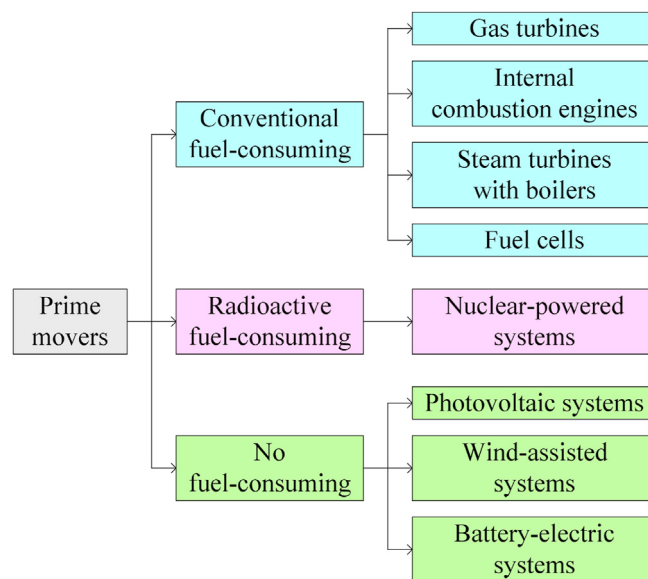 Gas turbines
Internal
combustion engines
Conventional
fuel-consuming
Steam turbines
with boilers
Fuel cells
Prime
movers
Radioactive
fuel-consuming
Nuclear-powered
systems
Photovoltaic systems
No
fuel-consuming
Wind-assisted
systems
Battery-electric
systems